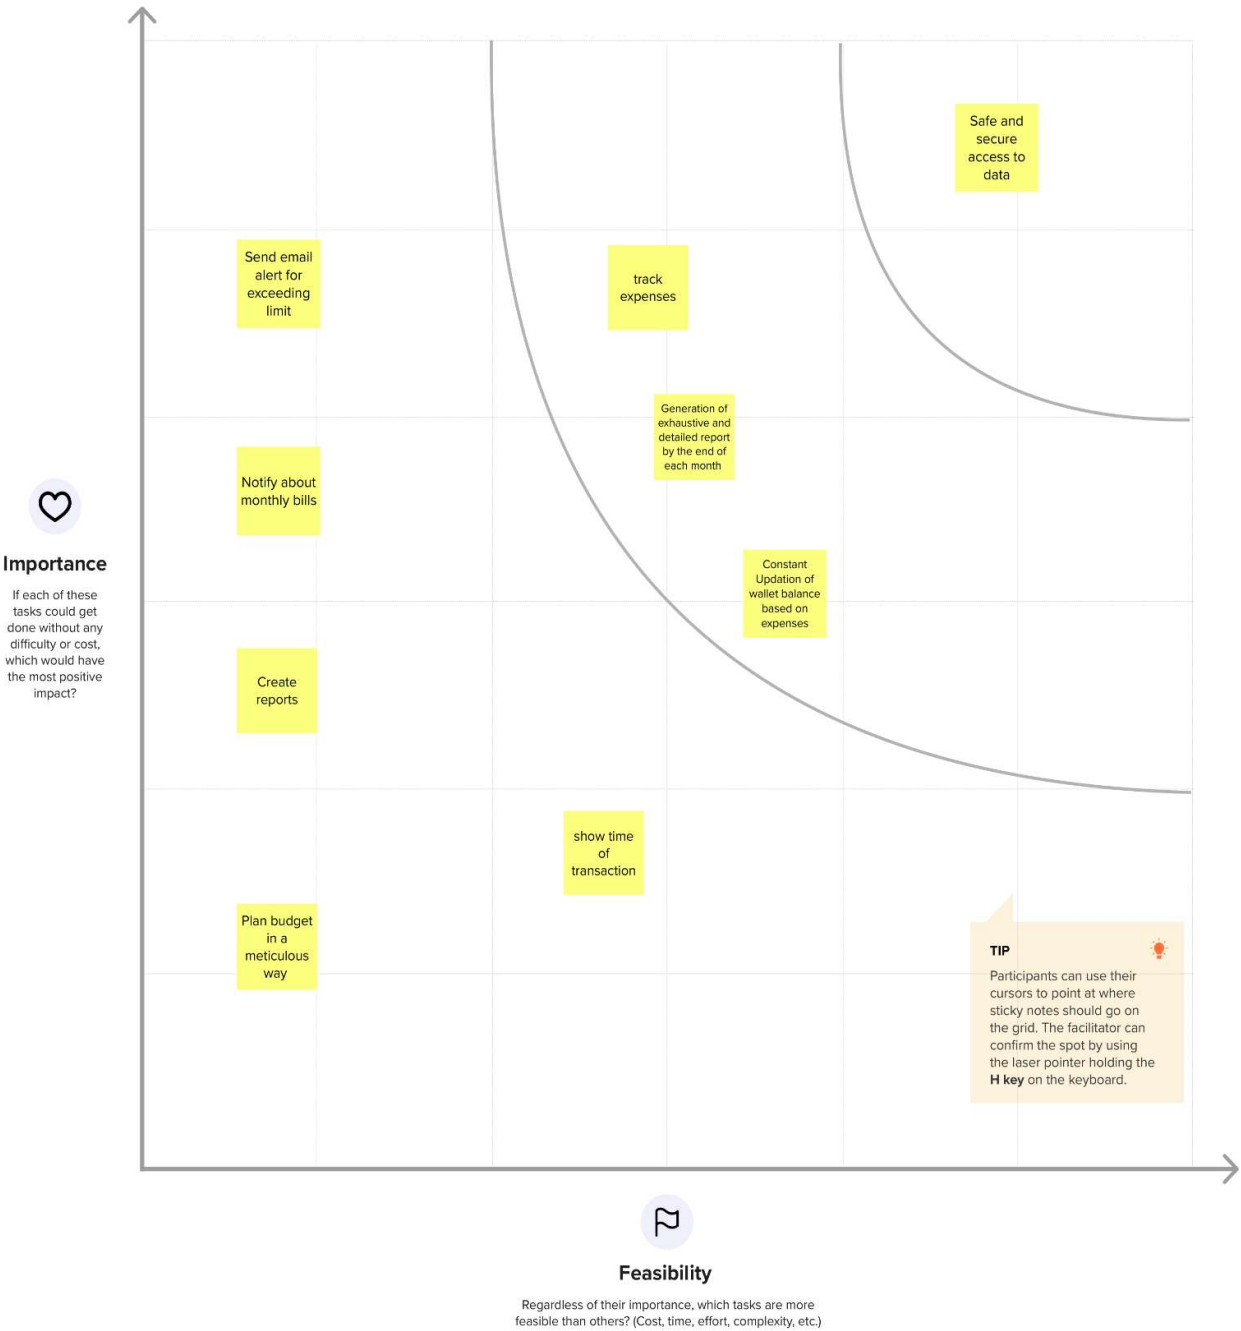 Safe and
secure
access to
data
Send email
alert for
exceeding
limit
track
expenses
Generation of
exhaustive and
detailed report
by the end of
each month
Notify about
monthly bills
Importance
If each of these
tasks could get
done without any
difficulty or cost,
which would have
the most positive
impact?
Constant
Updation of
wallet balance
based on
expenses
Create
reports
show time
of
transaction
Plan budget
in a
meticulous
way
TIP
Participants can use their
cursors to point at where
sticky notes should go on
the grid. The facilitator can
confirm the spot by using
the laser pointer holding the
H key on the keyboard.
Feasibility
Regardless of their importance, which tasks are more
feasible than others? (Cost, time, effort, complexity, etc.)